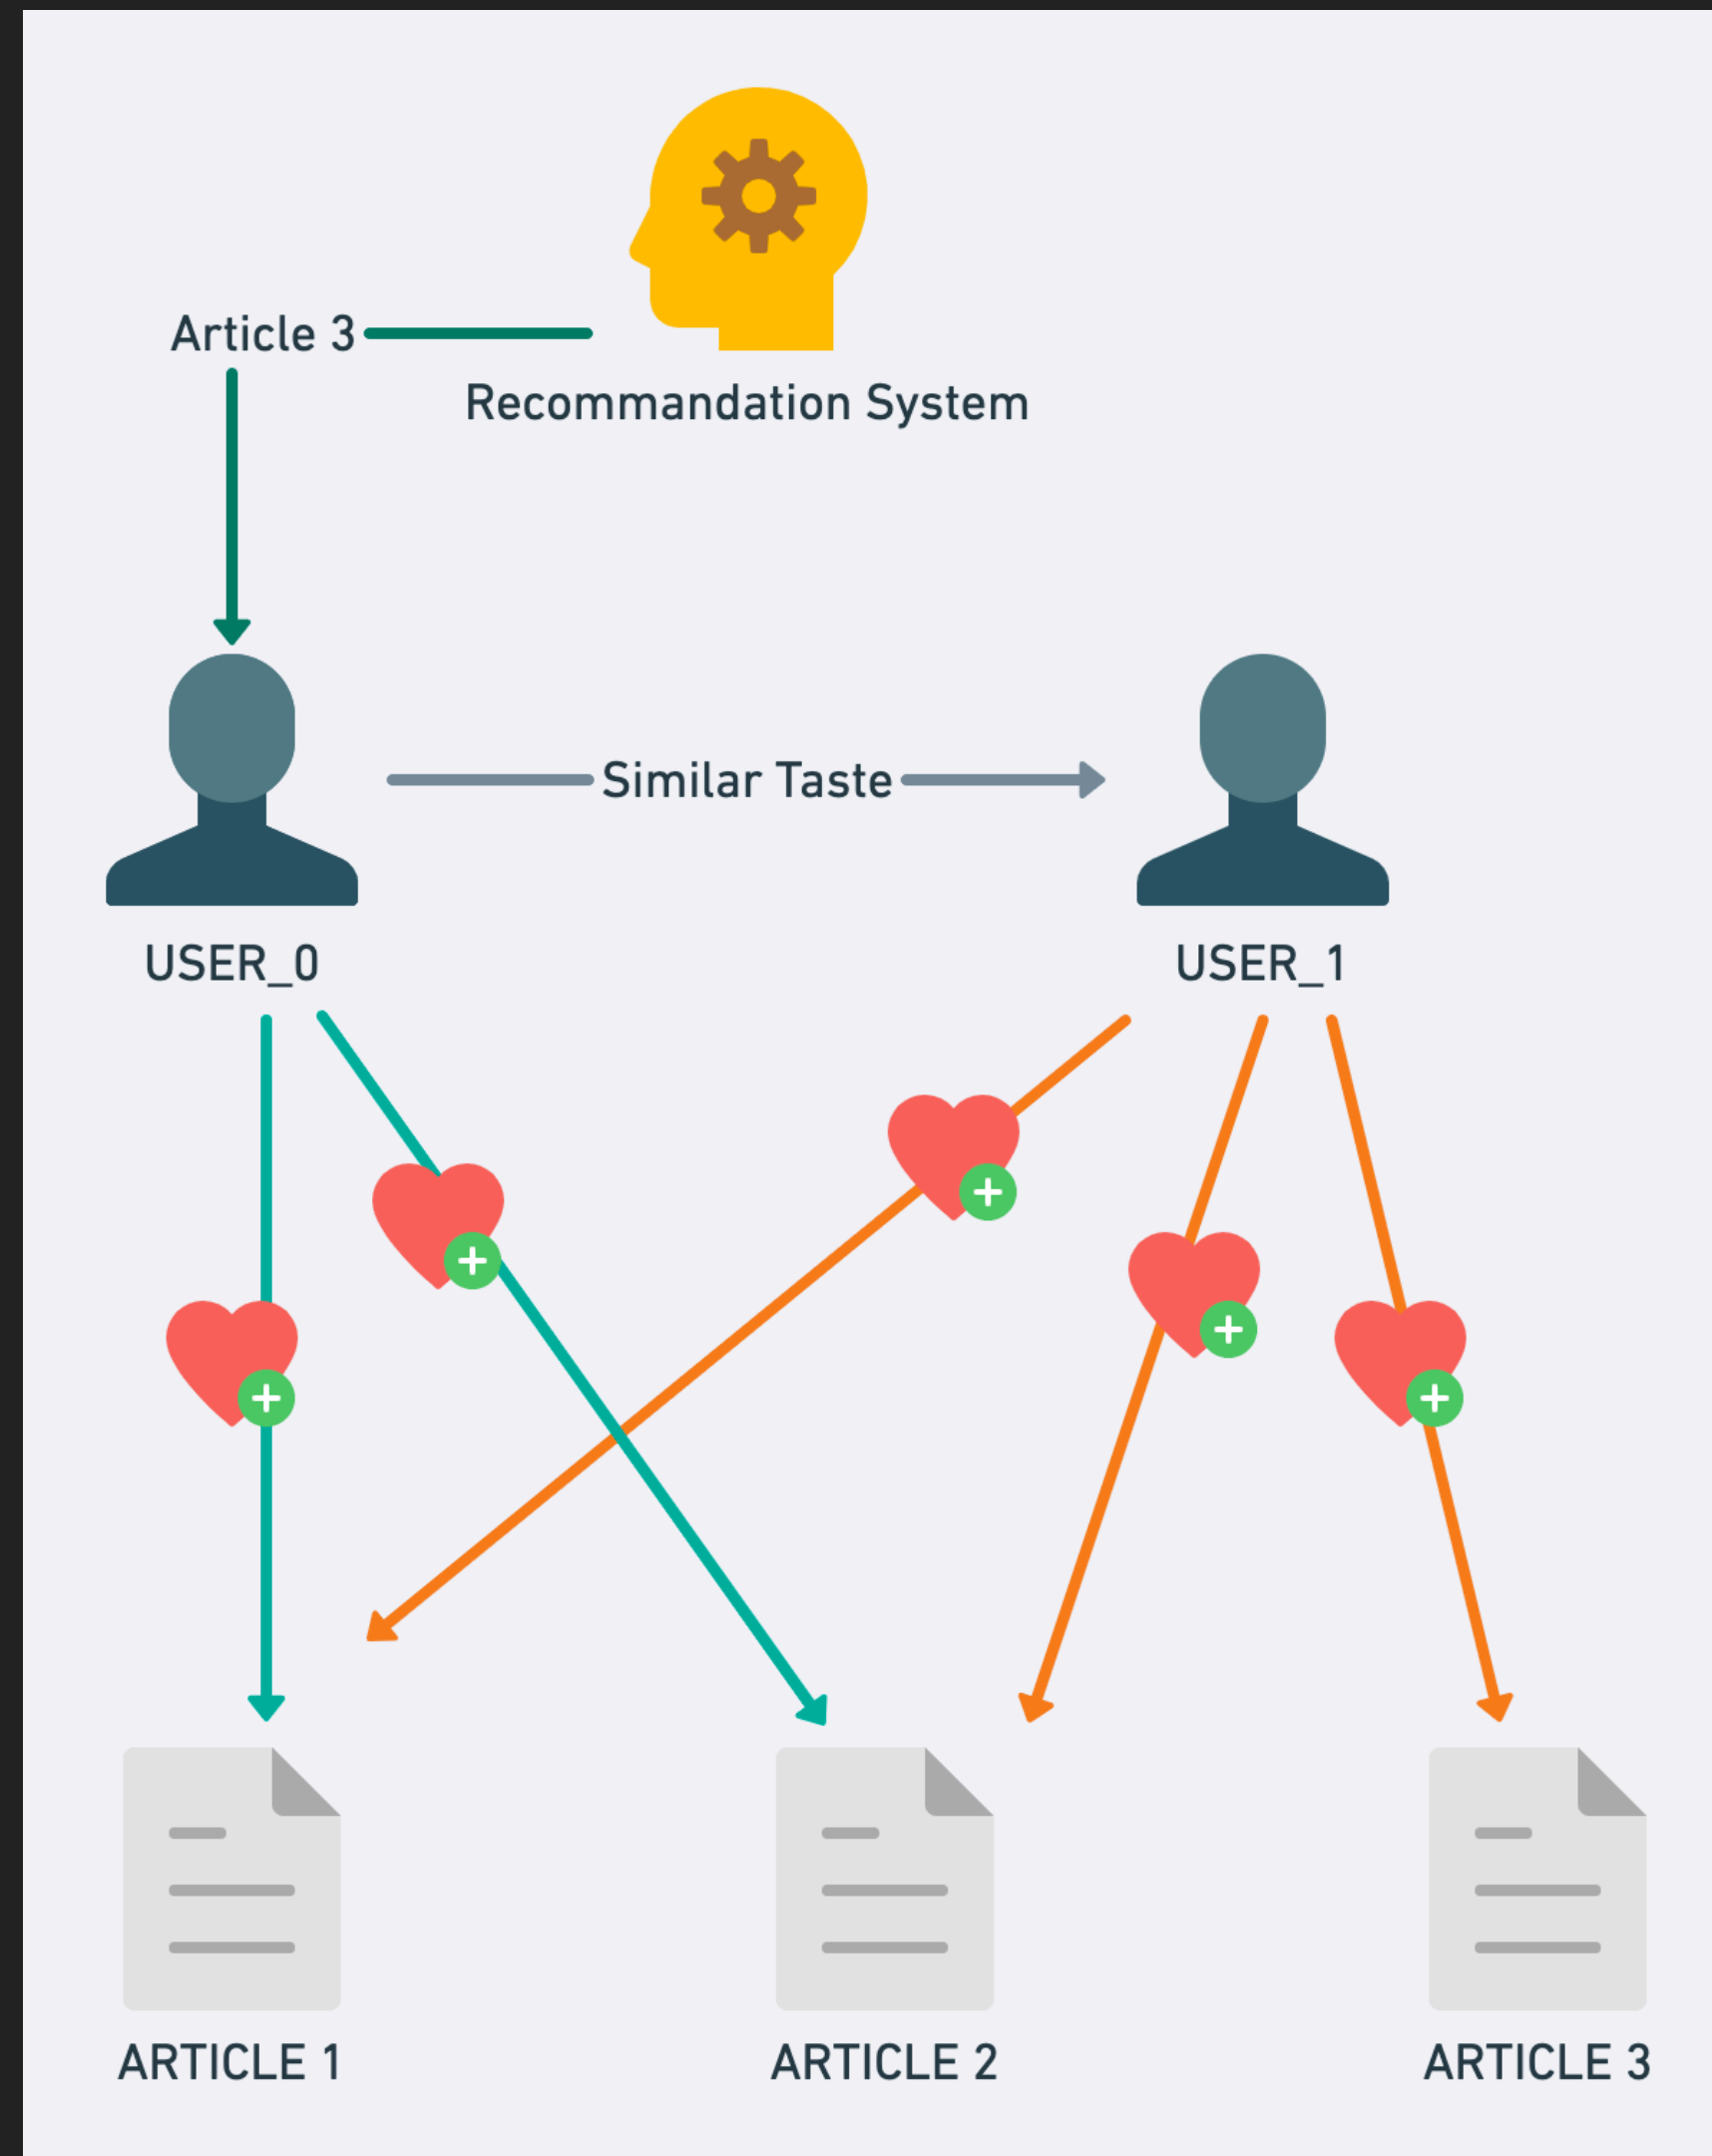 Article 3
Recommandation System
Similar Taste
USER_0
USER_1
ARTICLE 1
ARTICLE 2
ARTICLE 3